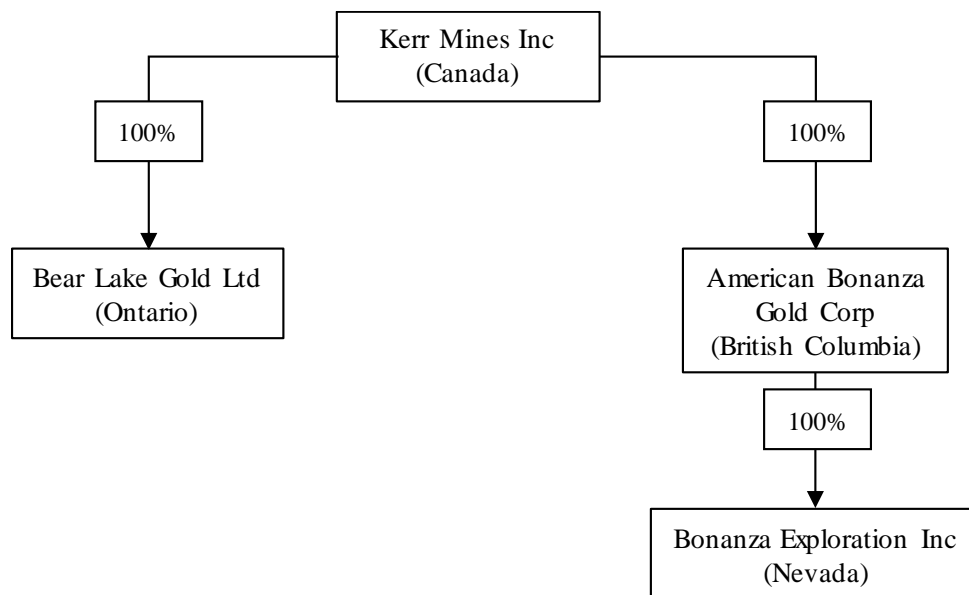 Kerr Mines Inc
(Canada)
100%
100%
Bear Lake Gold Ltd
(Ontario)
American Bonanza
Gold Corp
(British Columbia)
100%
Bonanza Exploration Inc
(Nevada)